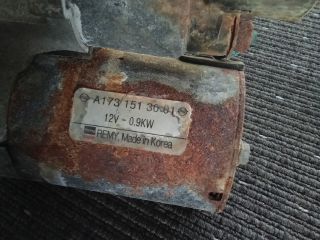 A173 151 30 01
12V - 0.9KW
REMY, Made in Korea